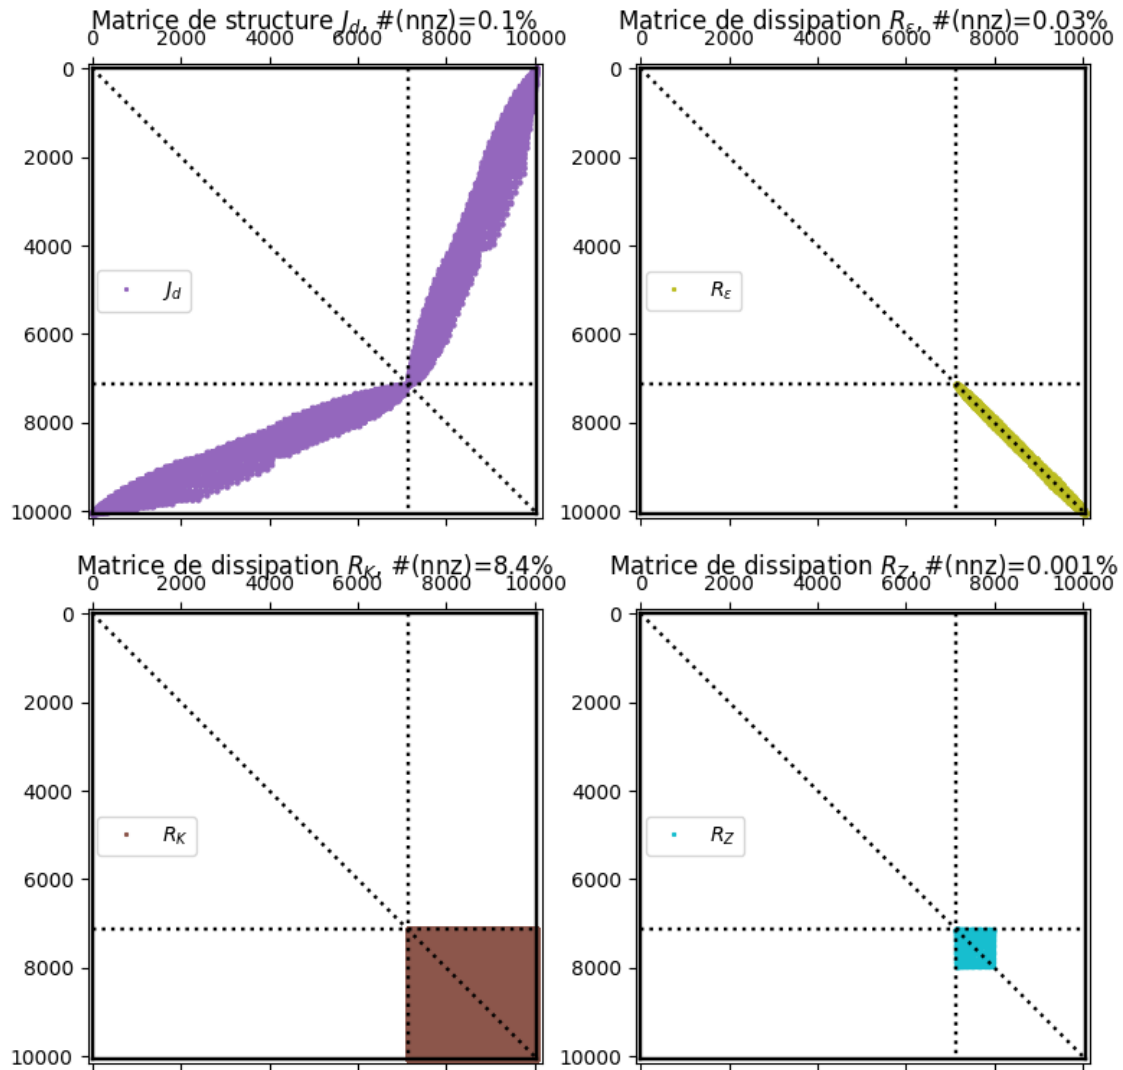 Matrice de structure J_d, #(nnz)=0.1%
0 2000 4000 6000 8000 10000
0
2000
4000
6000
8000
10000
J_d
Matrice de dissipation R_ε, #(nnz)=0.03%
0 2000 4000 6000 8000 10000
0
2000
4000
6000
8000
10000
R_ε
Matrice de dissipation R_K, #(nnz)=8.4%
0 2000 4000 6000 8000 10000
0
2000
4000
6000
8000
10000
R_K
Matrice de dissipation R_Z, #(nnz)=0.001%
0 2000 4000 6000 8000 10000
0
2000
4000
6000
8000
10000
R_Z